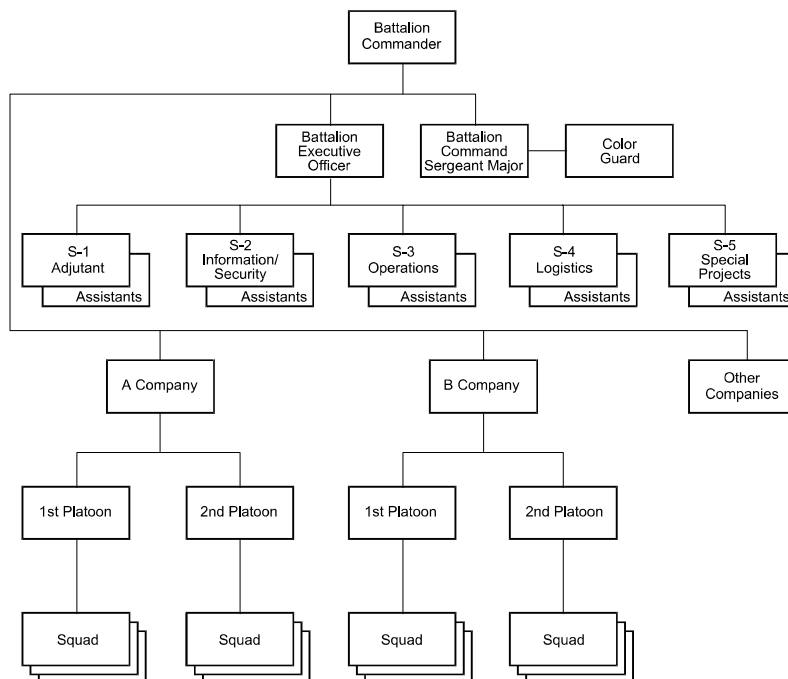 Battalion
Commander
Battalion
Executive
Officer
Battalion
Command
Sergeant Major
Color
Guard
S-1
Adjutant
Assistants
S-2
Information/
Security
Assistants
S-3
Operations
Assistants
S-4
Logistics
Assistants
S-5
Special
Projects
Assistants
A Company
B Company
Other
Companies
1st Platoon
2nd Platoon
1st Platoon
2nd Platoon
Squad
Squad
Squad
Squad